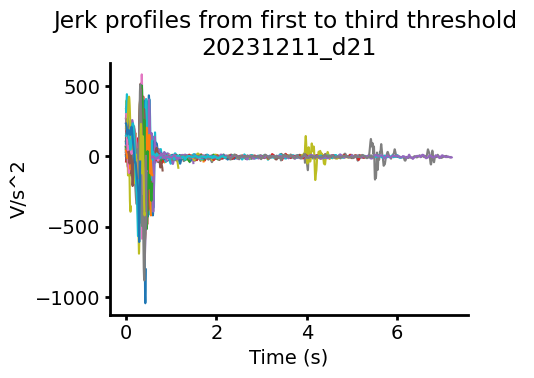 Jerk profiles from first to third threshold
20231211_d21
500
0
−500
−1000
V/s^2
0
2
4
6
Time (s)